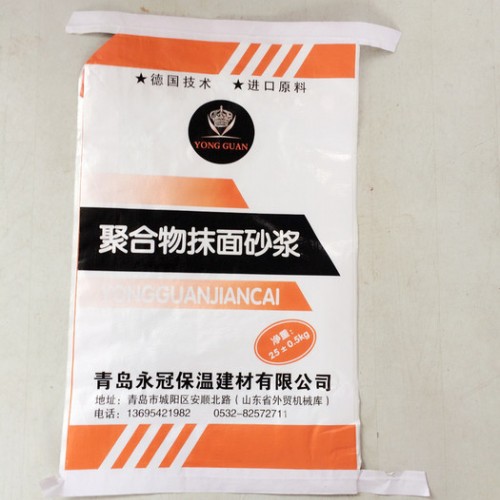 ★德国技术 ★进口原料
YONG GUAN
聚合物抹面砂浆
YONGGUANJIANCAI
净重:
25±0.5kg
青岛永冠保温建材有限公司
地址: 青岛市城阳区安顺北路 (山东省外贸机械库)
电话: 13695421982 0532-82572711